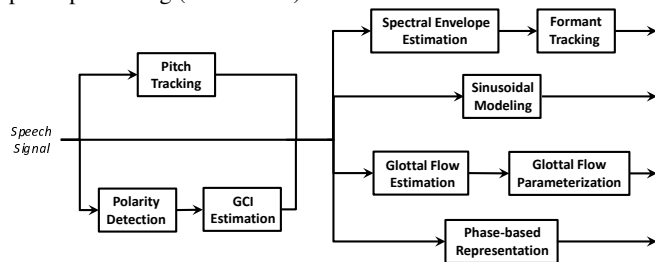 Spectral Envelope
Estimation
Formant
Tracking
Pitch
Tracking
Sinusoidal
Modeling
Speech
Signal
Glottal Flow
Estimation
Glottal Flow
Parameterization
Polarity
Detection
GCI
Estimation
Phase-based
Representation